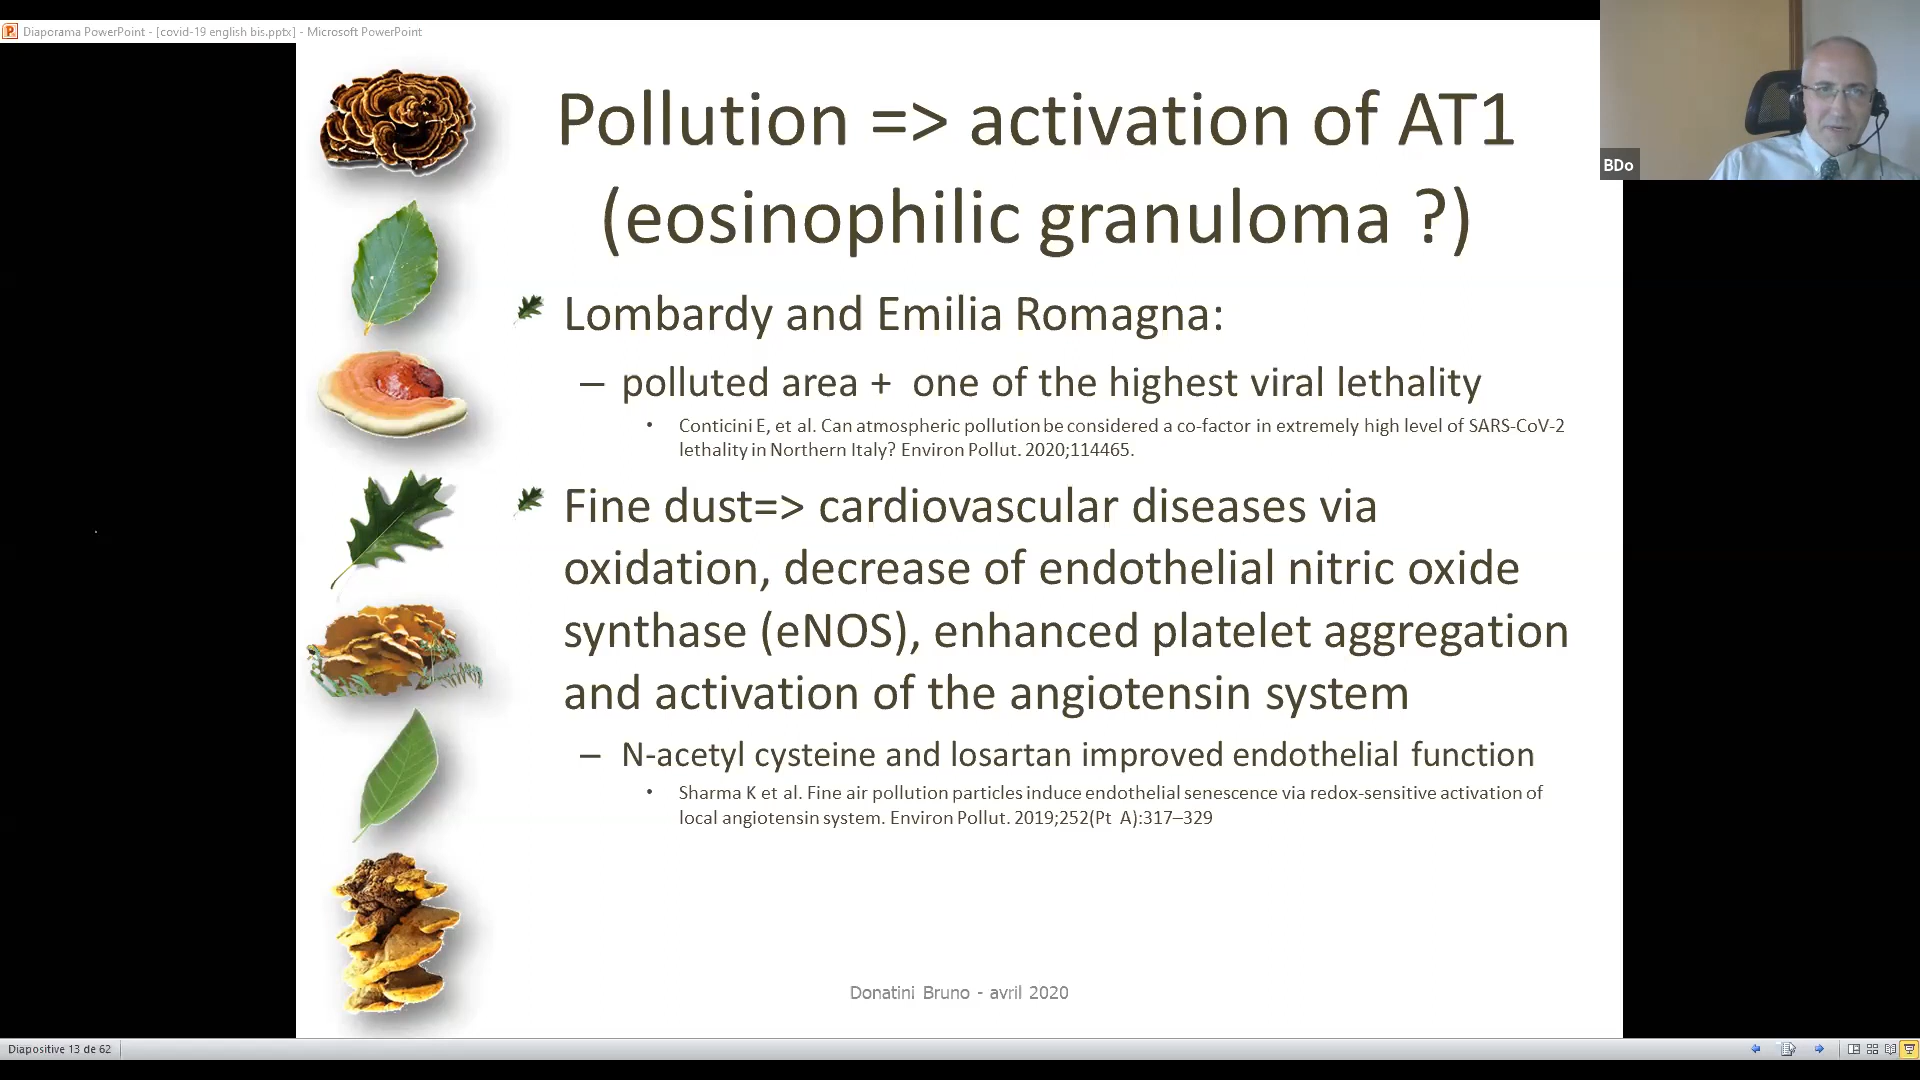 Diaporama PowerPoint - [covid-19 english bis.pptx] - Microsoft PowerPoint
BDo
Pollution => activation of AT1
(eosinophilic granuloma ?)
Lombardy and Emilia Romagna:
– polluted area + one of the highest viral lethality
• Conticini E, et al. Can atmospheric pollution be considered a co-factor in extremely high level of SARS-CoV-2
lethality in Northern Italy? Environ Pollut. 2020;114465.
Fine dust=> cardiovascular diseases via
oxidation, decrease of endothelial nitric oxide
synthase (eNOS), enhanced platelet aggregation
and activation of the angiotensin system
– N-acetyl cysteine and losartan improved endothelial function
• Sharma K et al. Fine air pollution particles induce endothelial senescence via redox-sensitive activation of
local angiotensin system. Environ Pollut. 2019;252(Pt A):317–329
Donatini Bruno - avril 2020
Diapositive 13 de 62